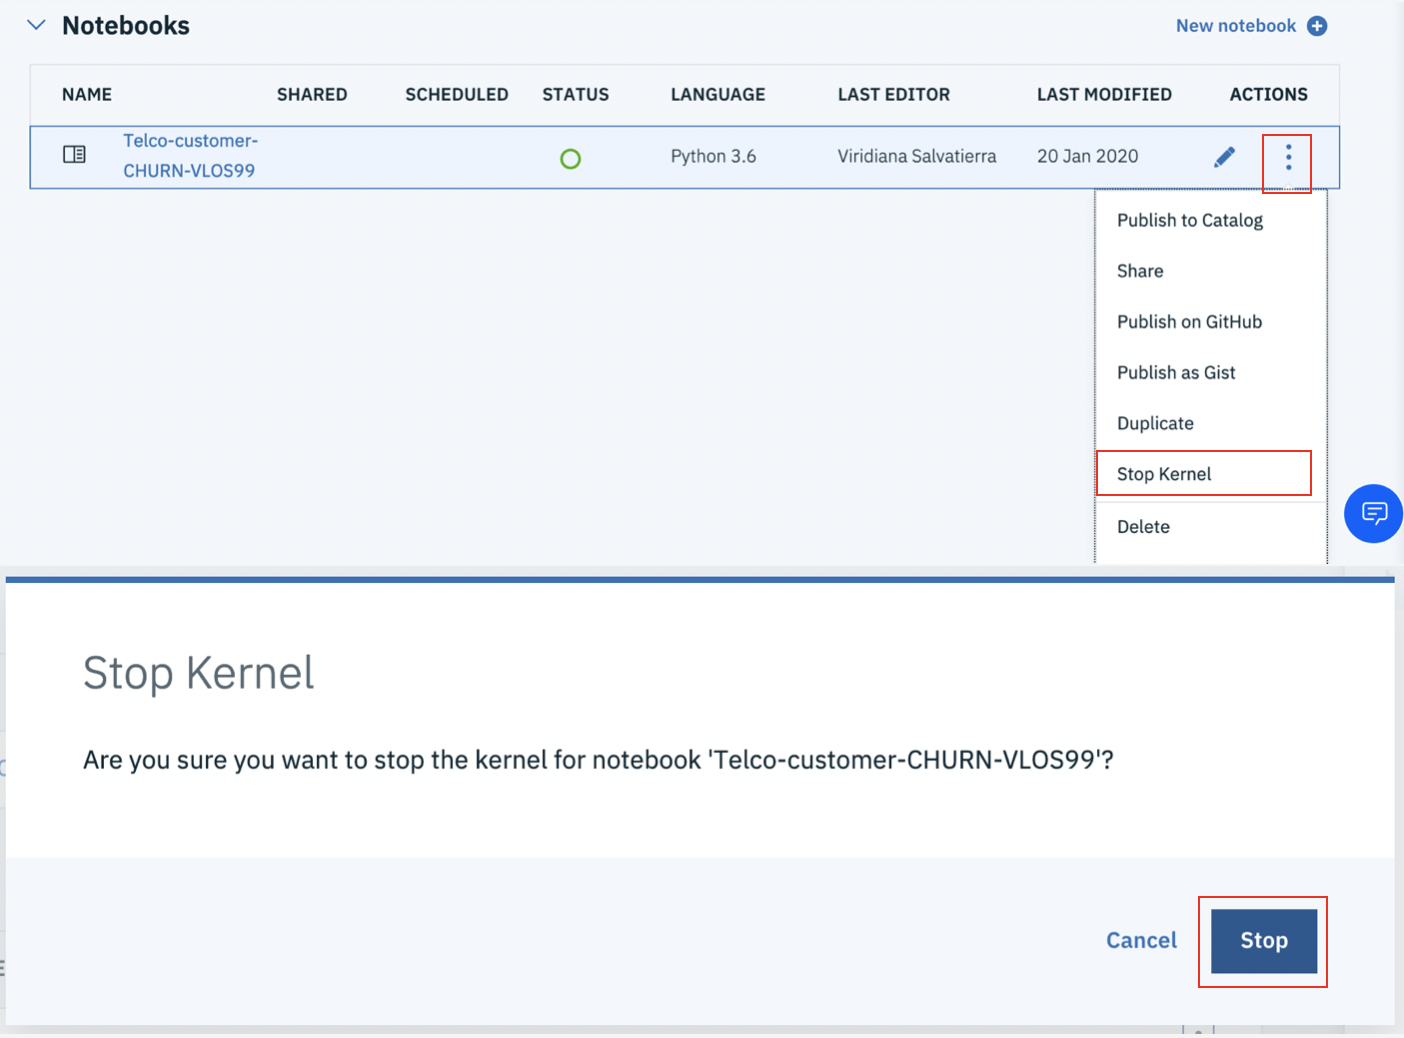 Notebooks
New notebook
NAME SHARED SCHEDULED STATUS LANGUAGE LAST EDITOR LAST MODIFIED ACTIONS
Telco-customer-
CHURN-VLOS99
Python 3.6 Viridiana Salvatierra 20 Jan 2020
Publish to Catalog
Share
Publish on GitHub
Publish as Gist
Duplicate
Stop Kernel
Delete
Stop Kernel
Are you sure you want to stop the kernel for notebook 'Telco-customer-CHURN-VLOS99'?
Cancel Stop